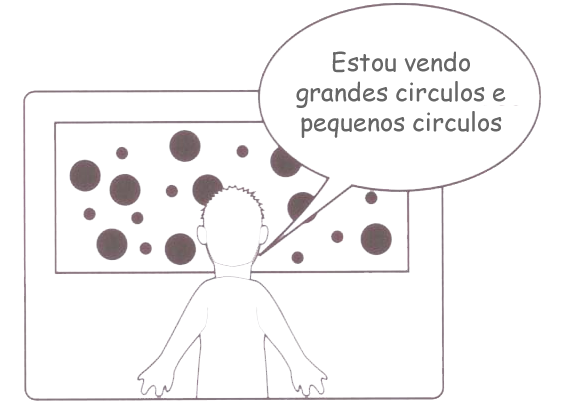 Estou vendo
grandes circulos e
pequenos circulos